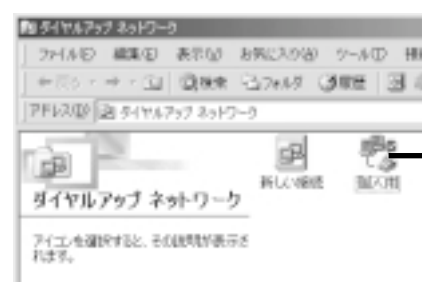 ダイヤルアップ ネットワーク
ファイル(F) 編集(E) 表示(V) お気に入り(A) ツール(T)
戻る 検索 フォルダ 履歴
アドレス(D) ダイヤルアップ ネットワーク
新しい接続
ダイヤルアップ ネットワーク
アイコンを選択すると、その説明が表示さ
れます。